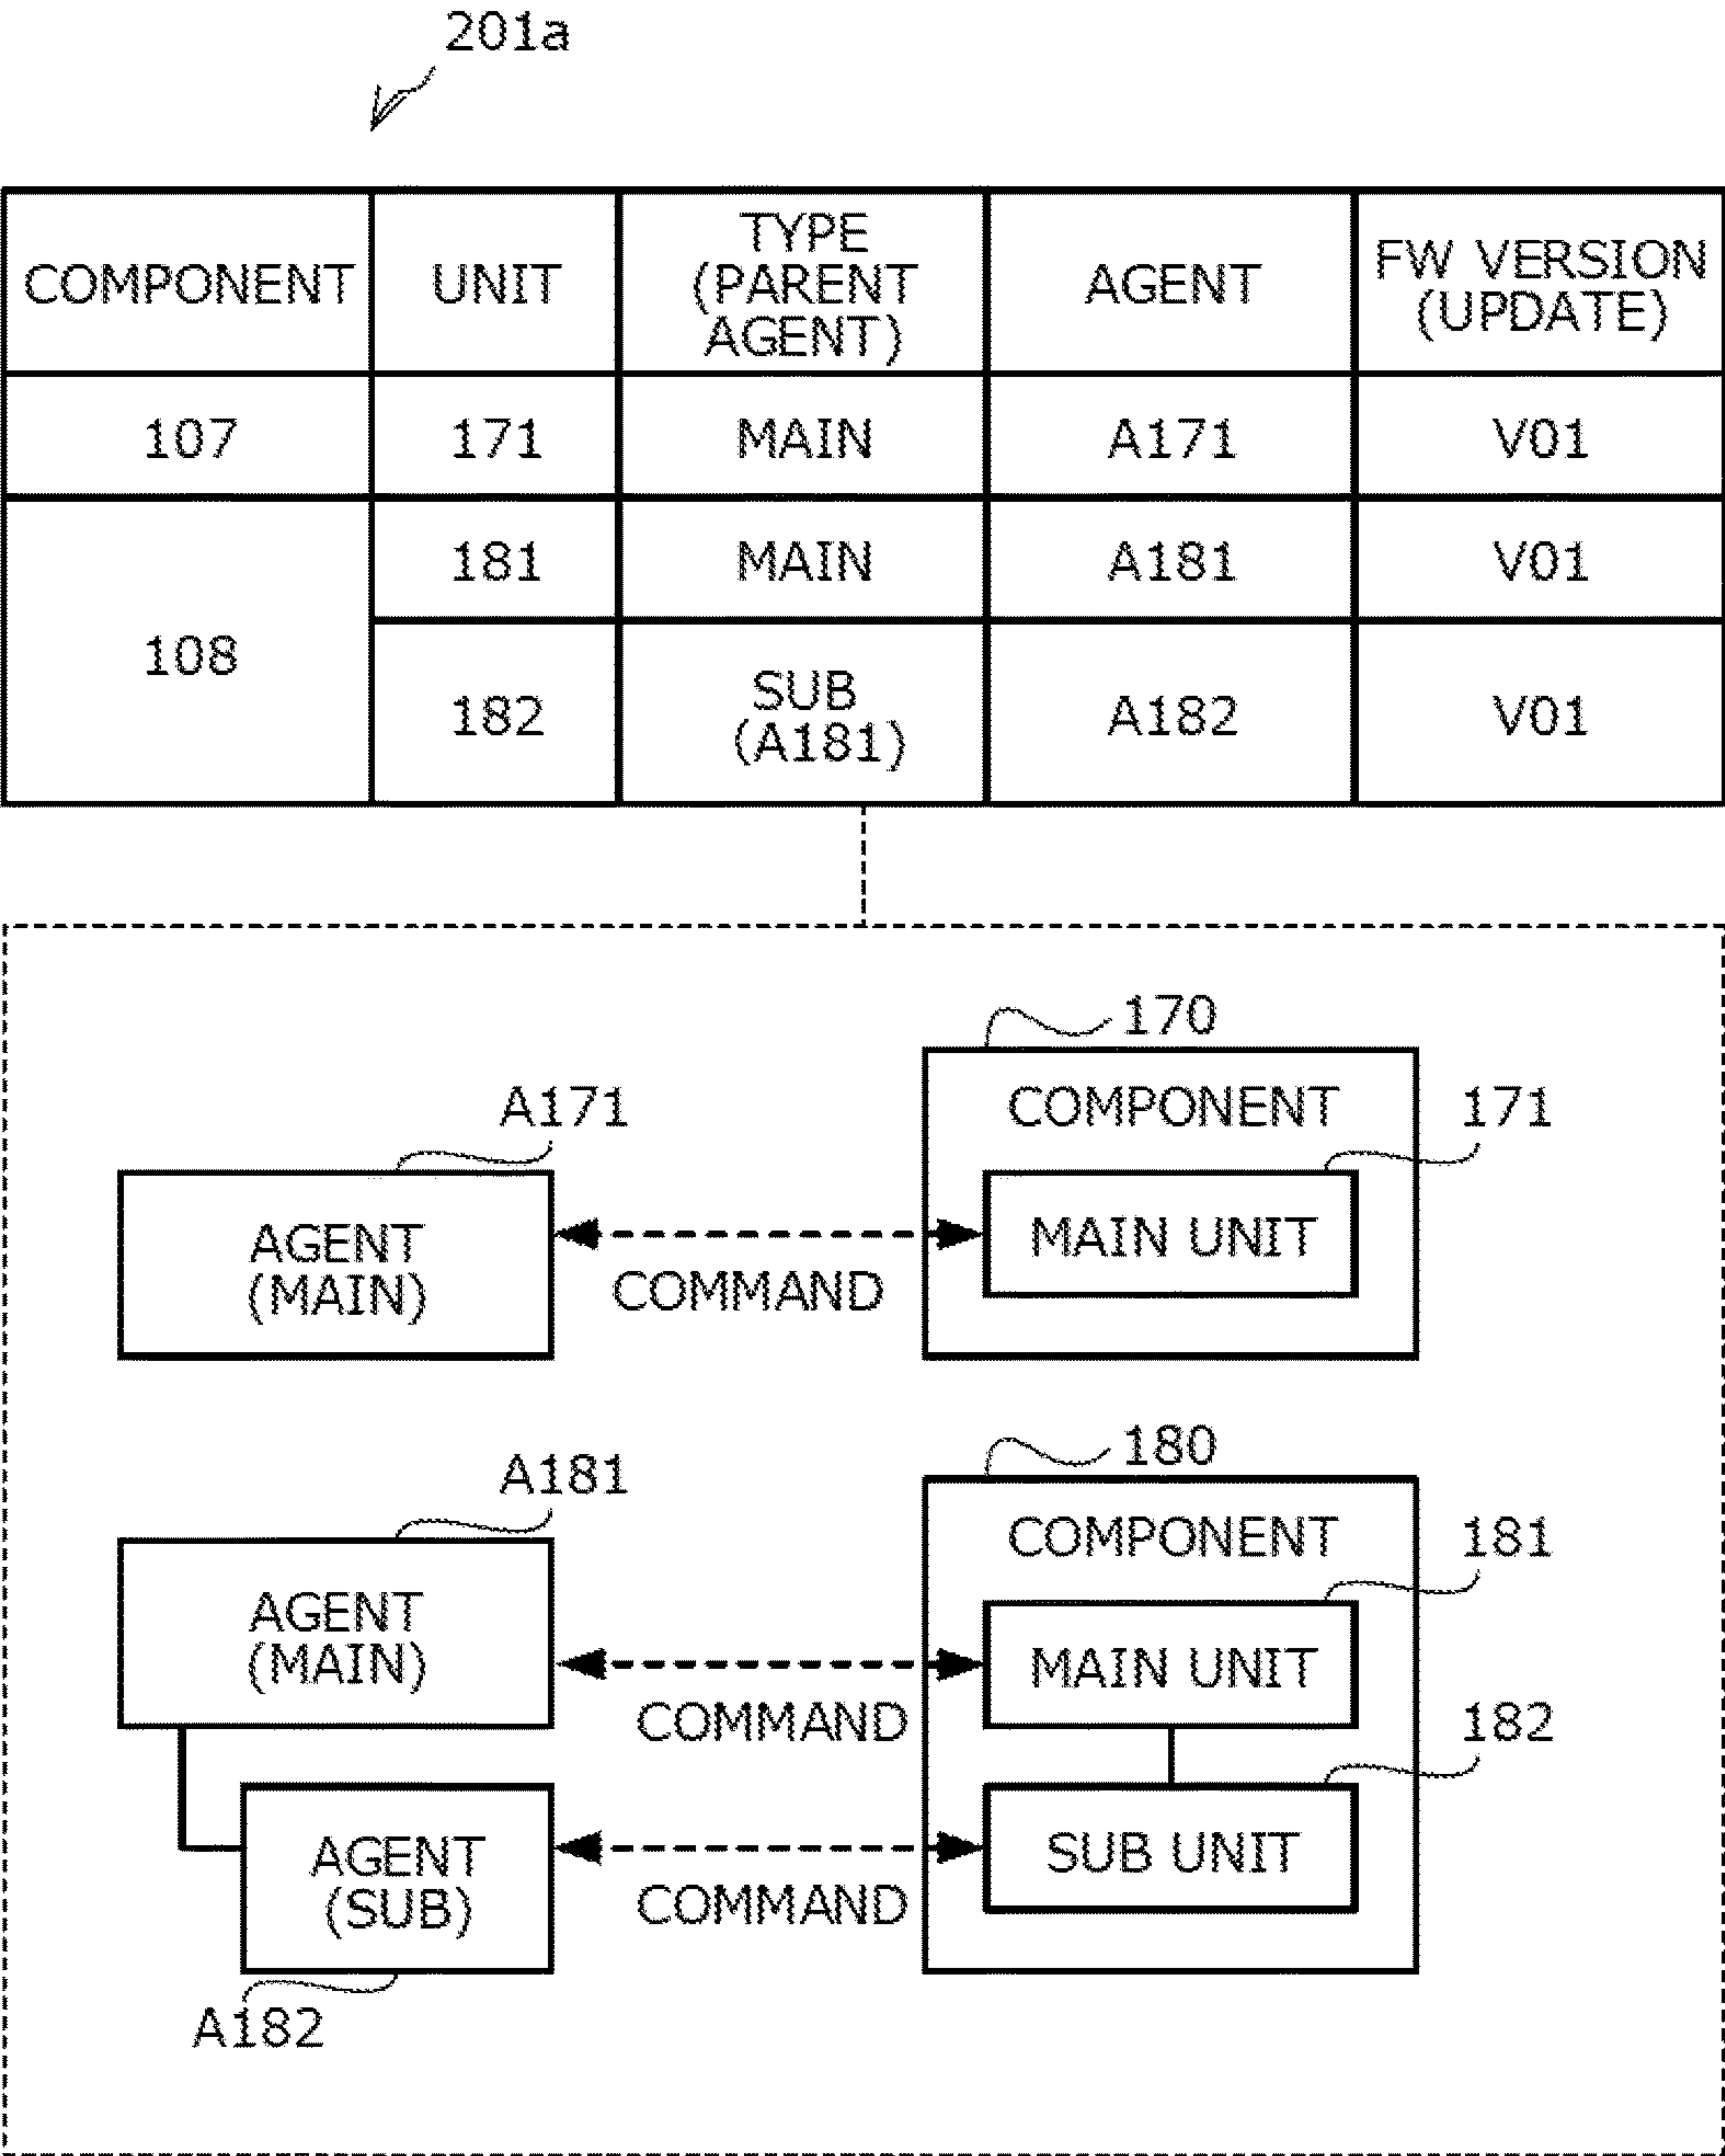 201a
COMPONENT
UNIT
TYPE
(PARENT
AGENT)
AGENT
FW VERSION
(UPDATE)
107
171
MAIN
A171
V01
108
181
MAIN
A181
V01
182
SUB
(A181)
A182
V01
170
COMPONENT
171
A171
AGENT
(MAIN)
MAIN UNIT
COMMAND
180
COMPONENT
181
A181
AGENT
(MAIN)
MAIN UNIT
COMMAND
182
AGENT
(SUB)
SUB UNIT
COMMAND
A182